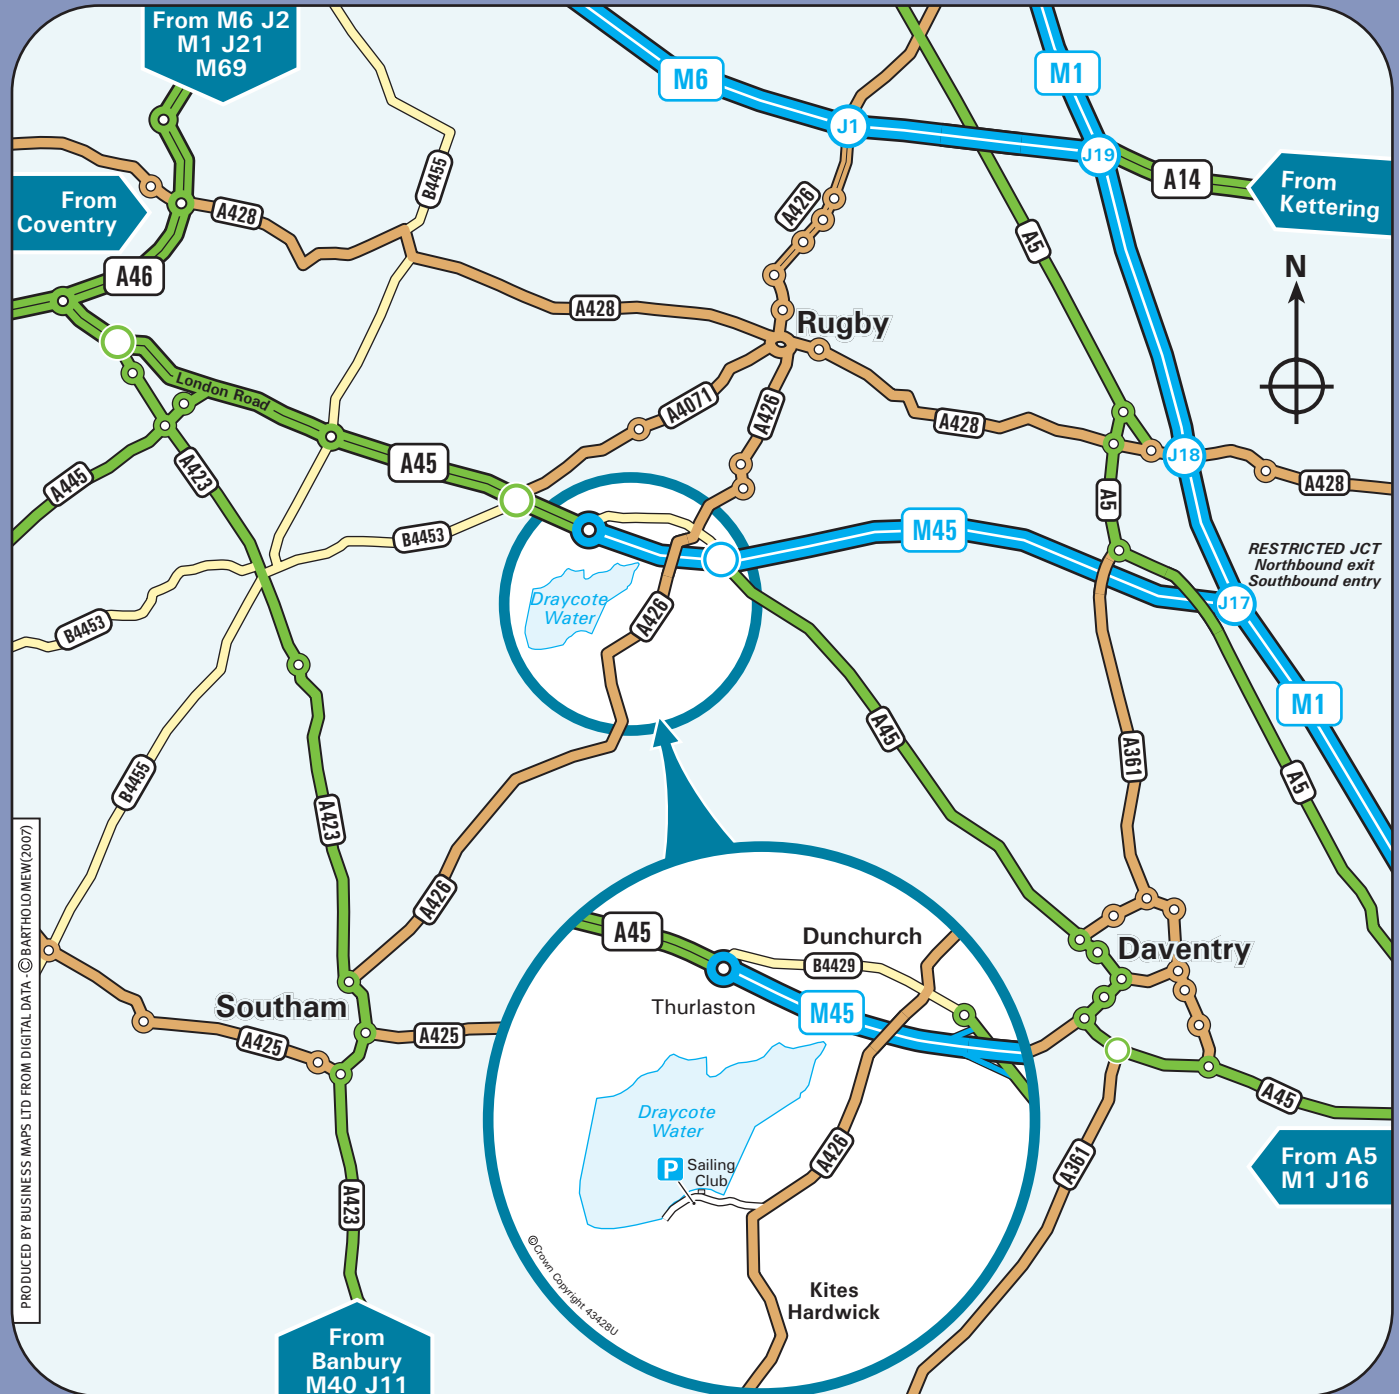 From M6 J2
M1 J21
M69
M6
M1
J1
J19
A14
From
Kettering
B4455
From
Coventry
A428
A426
A5
A46
N
A428
Rugby
London Road
A4071
A426
A428
J18
A428
A45
A445
A423
A5
B4453
M45
RESTRICTED JCT
Northbound exit
Southbound entry
J17
Draycote
Water
A426
B4453
M1
A45
A361
A5
B4455
A423
A426
A45
Dunchurch
B4429
Daventry
Thurlaston
M45
Southam
A425
A425
A45
Draycote
Water
A426
P
Sailing
Club
A361
From A5
M1 J16
A423
©Crown Copyright 43428U
Kites
Hardwick
From
Banbury
M40 J11
PRODUCED BY BUSINESS MAPS LTD FROM DIGITAL DATA - © BARTHOLOMEW(2007)